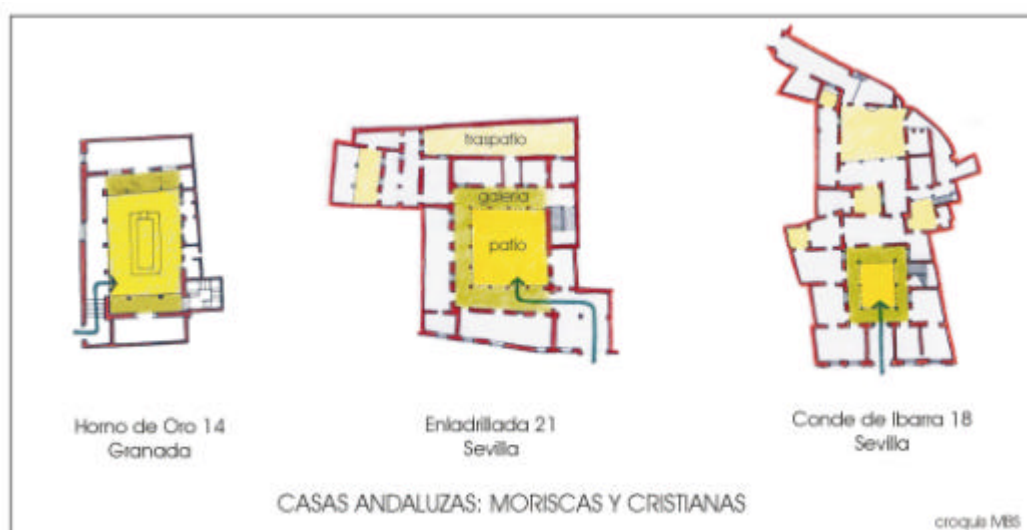 traspatio
galería
patio
Horno de Oro 14
Granada
Enladrillada 21
Sevilla
Conde de Ibarra 18
Sevilla
CASAS ANDALUZAS: MORISCAS Y CRISTIANAS
croquis MBS